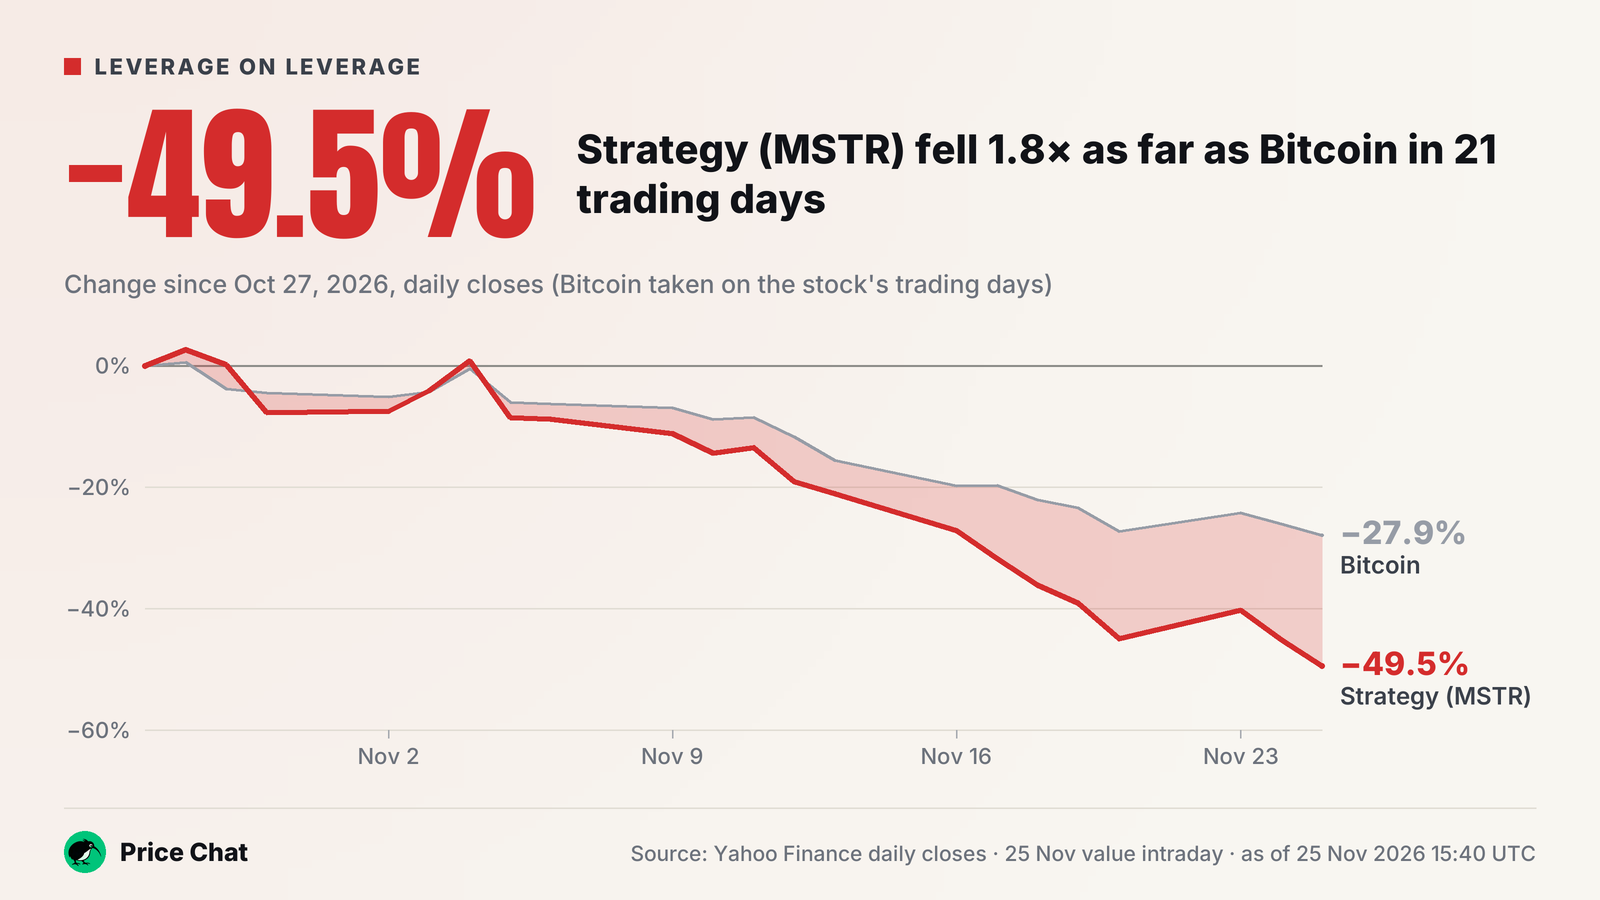 LEVERAGE ON LEVERAGE
−49.5%
Strategy (MSTR) fell 1.8× as far as Bitcoin in 21
trading days
Change since Oct 27, 2026, daily closes (Bitcoin taken on the stock's trading days)
0%
−20%
−40%
−60%
−27.9%
Bitcoin
−49.5%
Strategy (MSTR)
Nov 2
Nov 9
Nov 16
Nov 23
Price Chat
Source: Yahoo Finance daily closes · 25 Nov value intraday · as of 25 Nov 2026 15:40 UTC